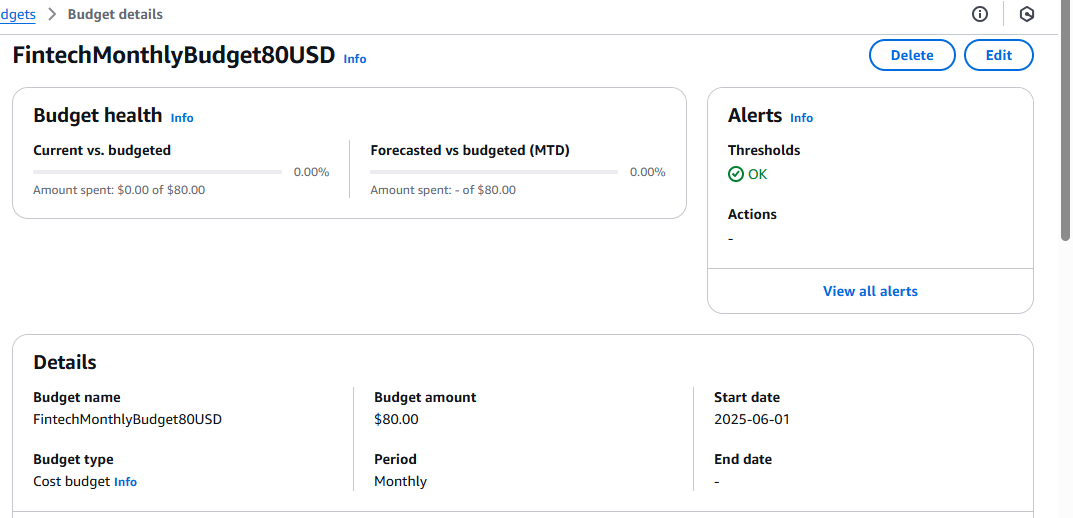 dgets > Budget details
FintechMonthlyBudget80USD Info
Delete
Edit
Budget health Info
Current vs. budgeted
0.00%
Amount spent: $0.00 of $80.00
Forecasted vs budgeted (MTD)
0.00%
Amount spent: - of $80.00
Alerts Info
Thresholds
OK
Actions
-
View all alerts
Details
Budget name
FintechMonthlyBudget80USD
Budget type
Cost budget Info
Budget amount
$80.00
Period
Monthly
Start date
2025-06-01
End date
-